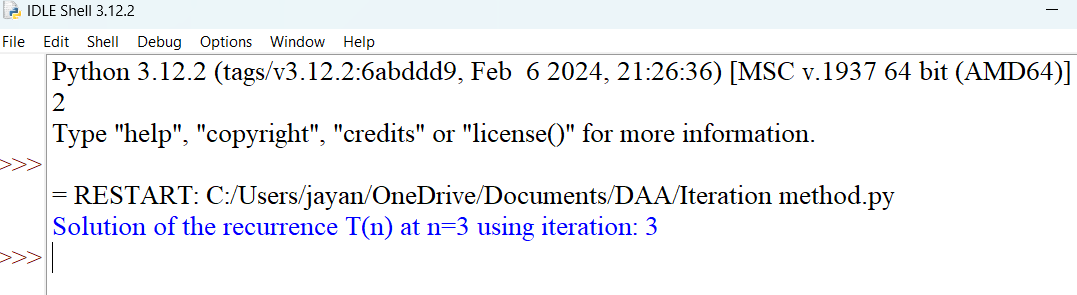 IDLE Shell 3.12.2
File Edit Shell Debug Options Window Help
Python 3.12.2 (tags/v3.12.2:6abddd9, Feb  6 2024, 21:26:36) [MSC v.1937 64 bit (AMD64)]
2
Type "help", "copyright", "credits" or "license()" for more information.
>>>
= RESTART: C:/Users/jayan/OneDrive/Documents/DAA/Iteration method.py
Solution of the recurrence T(n) at n=3 using iteration: 3
>>>